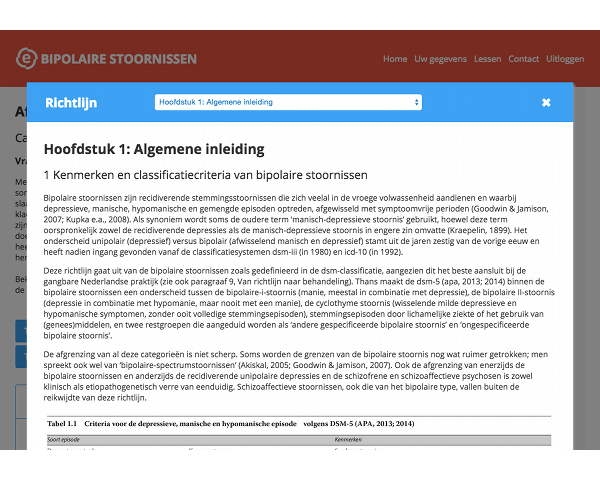 BIPOLAIRE STOORNISSEN
Home Uw gegevens Lessen Contact Uitloggen
Richtlijn
Hoofdstuk 1: Algemene inleiding
Hoofdstuk 1: Algemene inleiding
1 Kenmerken en classificatiecriteria van bipolaire stoornissen
Bipolaire stoornissen zijn recidiverende stemmingsstoornissen die zich veelal in de vroege volwassenheid aandienen en waarbij
depressieve, manische, hypomanische en gemengde episoden optreden, afgewisseld met symptoomvrije perioden (Goodwin & Jamison,
2007; Kupka e.a., 2008). Als synoniem wordt soms de oudere term 'manisch-depressieve stoornis' gebruikt, hoewel deze term
oorspronkelijk zowel de recidiverende depressies als de manisch-depressieve stoornis in engere zin omvatte (Kraepelin, 1899). Het
onderscheid unipolair (depressief) versus bipolair (afwisselend manisch en depressief) stamt uit de jaren zestig van de vorige eeuw en
heeft nadien ingang gevonden vanaf de classificatiesystemen dsm-iii (in 1980) en icd-10 (in 1992).
Deze richtlijn gaat uit van de bipolaire stoornissen zoals gedefinieerd in de dsm-classificatie, aangezien dit het beste aansluit bij de
gangbare Nederlandse praktijk (zie ook paragraaf 9, Van richtlijn naar behandeling). Thans maakt de dsm-5 (apa, 2013; 2014) binnen de
bipolaire stoornissen een onderscheid tussen de bipolaire-i-stoornis (manie, meestal in combinatie met depressie), de bipolaire II-stoornis
(depressie in combinatie met hypomanie, maar nooit met een manie), de cyclothyme stoornis (wisselende milde depressieve en
hypomanische symptomen, zonder ooit volledige stemmingsepisoden), stemmingsepisoden door lichamelijke ziekte of het gebruik van
(genees)middelen, en twee restgroepen die aangeduid worden als 'andere gespecificeerde bipolaire stoornis' en 'ongespecificeerde
bipolaire stoornis'.
De afgrenzing van al deze categorieën is niet scherp. Soms worden de grenzen van de bipolaire stoornis nog wat ruimer getrokken; men
spreekt ook wel van 'bipolaire-spectrumstoornissen' (Akiskal, 2005; Goodwin & Jamison, 2007). Ook de afgrenzing van enerzijds de
bipolaire stoornissen en anderzijds de recidiverende unipolaire depressies en de schizofrene en schizoaffectieve psychosen is zowel
klinisch als etiopathogenetisch verre van eenduidig. Schizoaffectieve stoornissen, ook die van het bipolaire type, vallen buiten de
reikwijdte van deze richtlijn.
Tabel 1.1 Criteria voor de depressieve, manische en hypomanische episode volgens DSM-5 (APA, 2013; 2014)
Soort episode Kenmerken